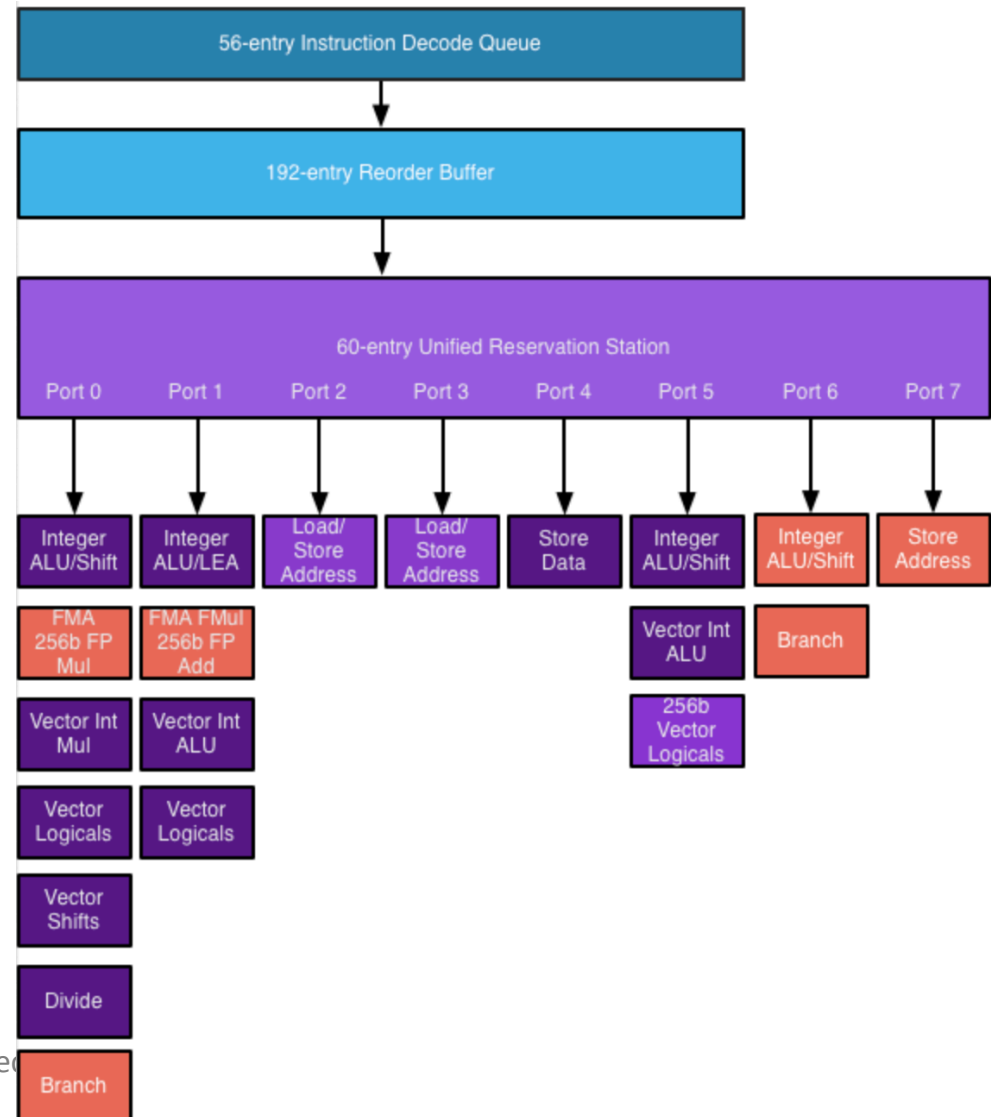 56-entry Instruction Decode Queue
192-entry Reorder Buffer
60-entry Unified Reservation Station
Port 0 Port 1 Port 2 Port 3 Port 4 Port 5 Port 6 Port 7
Integer
ALU/Shift
Integer
ALU/LEA
Load/
Store
Address
Load/
Store
Address
Store
Data
Integer
ALU/Shift
Integer
ALU/Shift
Store
Address
FMA
256b FP
Mul
FMA FMul
256b FP
Add
Vector Int
ALU
Branch
Vector Int
Mul
Vector Int
ALU
256b
Vector
Logicals
Vector
Logicals
Vector
Logicals
Vector
Shifts
Divide
Branch